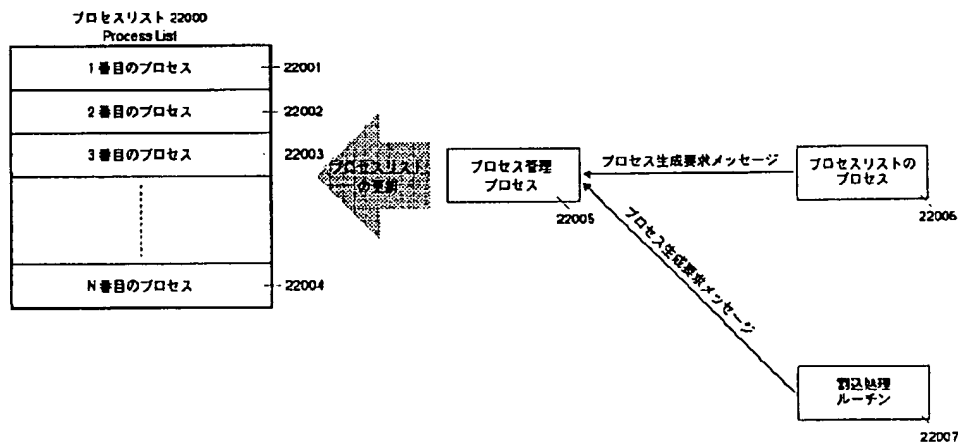 プロセスリスト 22000
Process List
1 番目のプロセス
22001
2 番目のプロセス
22002
3 番目のプロセス
22003
N 番目のプロセス
22004
プロセスリスト
の更新
プロセス管理
プロセス
22005
プロセス生成要求メッセージ
プロセスリストの
プロセス
22006
プロセス生成要求メッセージ
割込処理
ルーチン
22007